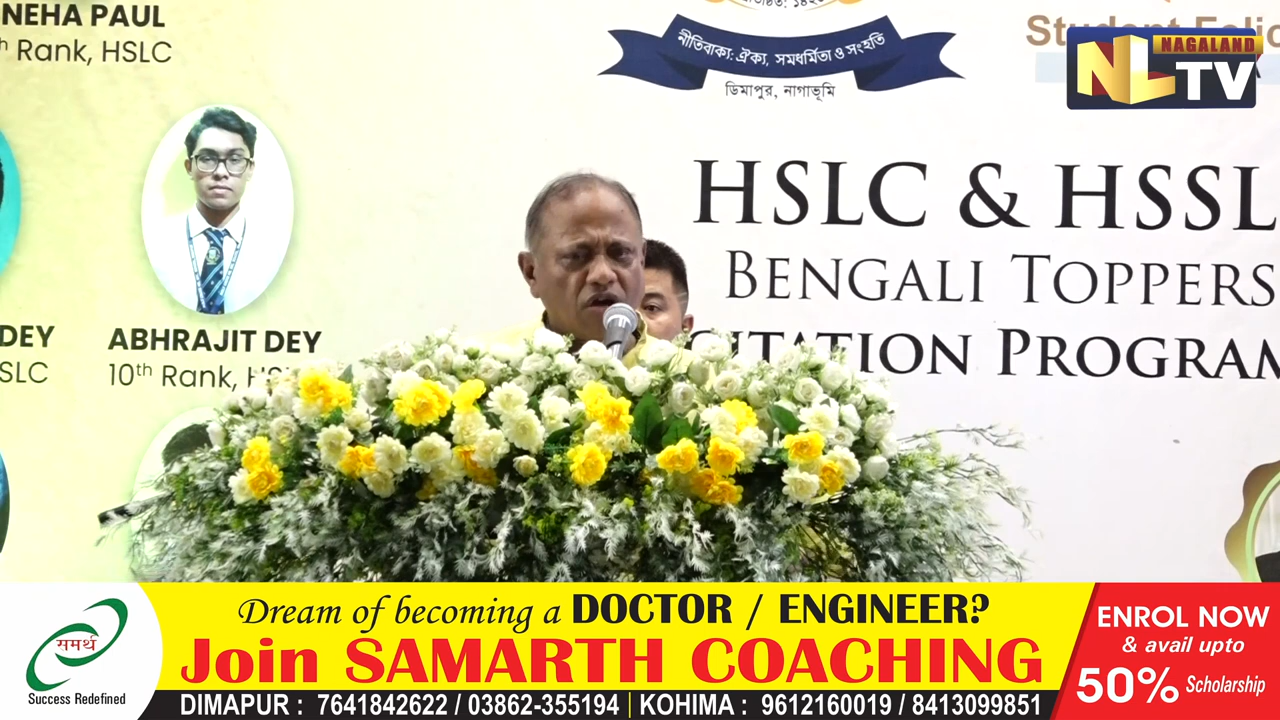 NEHA PAUL
Rank, HSLC
নীতিবাক্য: ঐক্য, সমধর্মিতা ও সংহতি
ডিমাপুর, নাগাভূমি
Student
NAGALAND
NL TV
HSLC & HSSL
BENGALI TOPPERS
CITATION PROGRAM
DEY
SLC
ABHRAJIT DEY
10th Rank,
समर्थ
Success Redefined
Dream of becoming a DOCTOR / ENGINEER?
Join SAMARTH COACHING
DIMAPUR : 7641842622 / 03862-355194 | KOHIMA : 9612160019 / 8413099851
ENROL NOW
& avail upto
50% Scholarship